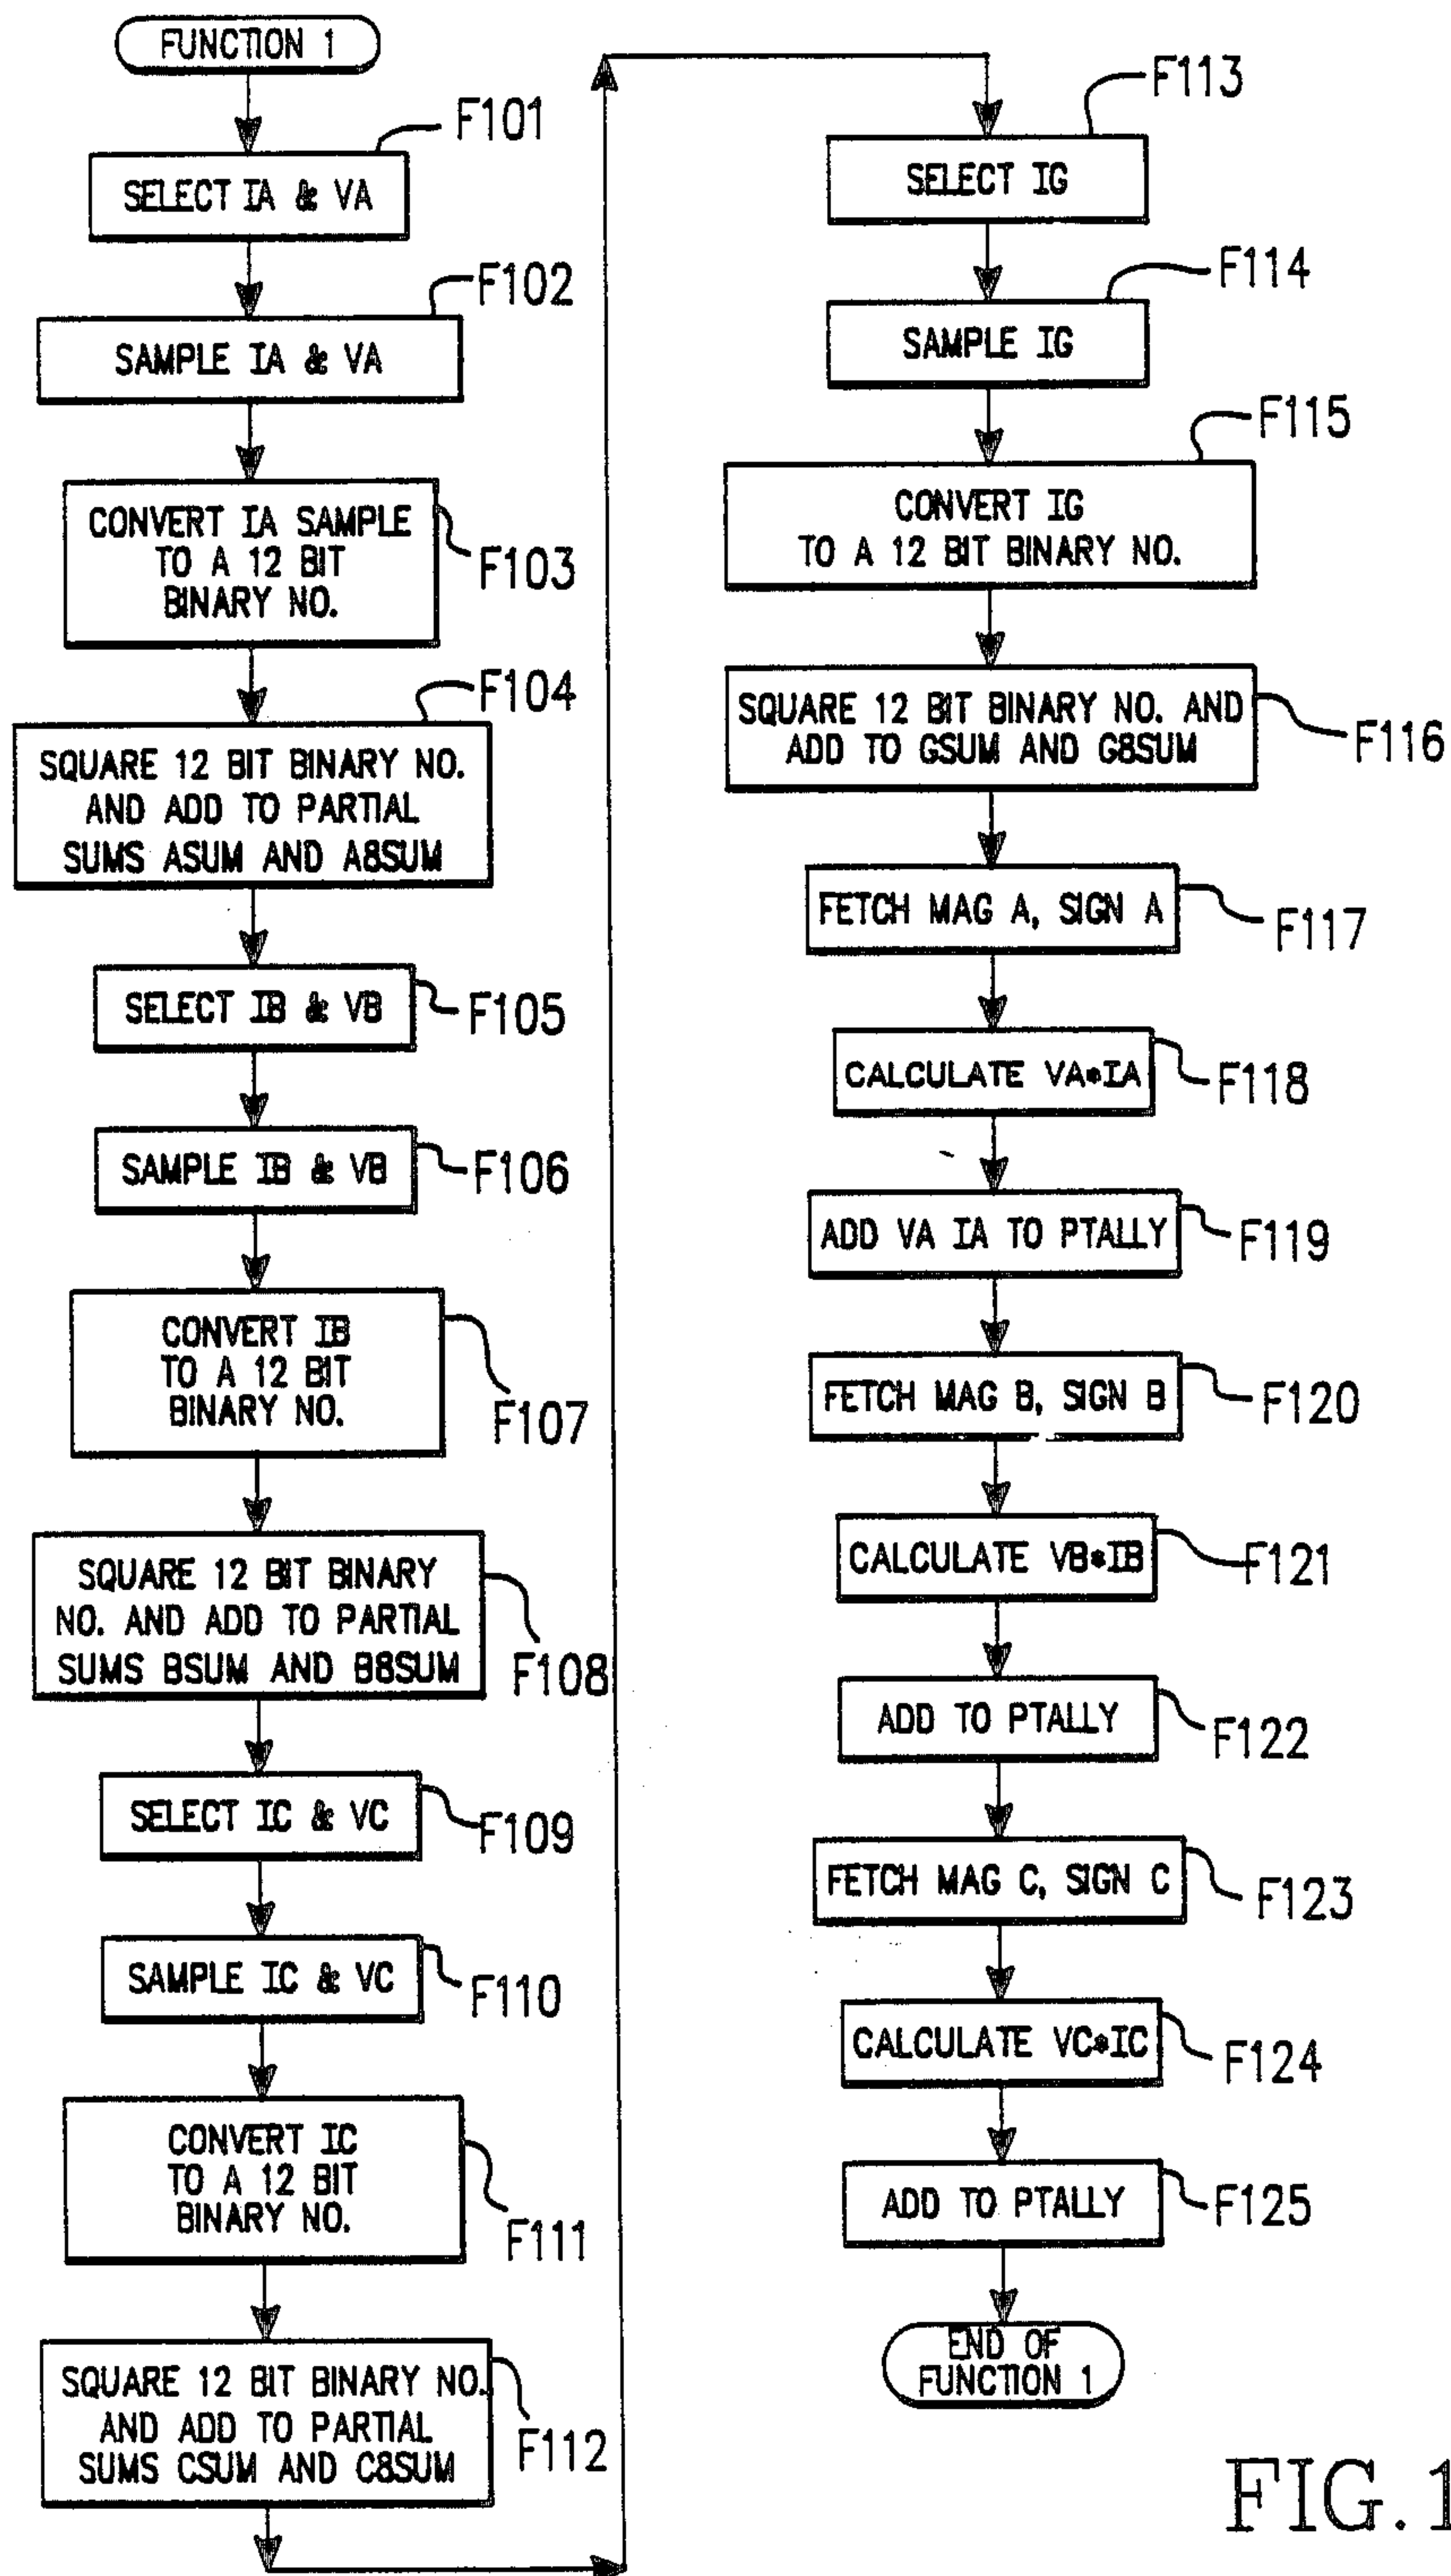 FUNCTION 1
F101
SELECT IA & VA
F102
SAMPLE IA & VA
CONVERT IA SAMPLE
TO A 12 BIT
BINARY NO.
F103
F104
SQUARE 12 BIT BINARY NO.
AND ADD TO PARTIAL
SUMS ASUM AND A8SUM
SELECT IB & VB
F105
SAMPLE IB & VB
F106
CONVERT IB
TO A 12 BIT
BINARY NO.
F107
SQUARE 12 BIT BINARY
NO. AND ADD TO PARTIAL
SUMS BSUM AND B8SUM
F108
SELECT IC & VC
F109
SAMPLE IC & VC
F110
CONVERT IC
TO A 12 BIT
BINARY NO.
F111
SQUARE 12 BIT BINARY NO.
AND ADD TO PARTIAL
SUMS CSUM AND C8SUM
F112
F113
SELECT IG
F114
SAMPLE IG
F115
CONVERT IG
TO A 12 BIT BINARY NO.
SQUARE 12 BIT BINARY NO. AND
ADD TO GSUM AND G8SUM
F116
FETCH MAG A, SIGN A
F117
CALCULATE VA*IA
F118
ADD VA IA TO PTALLY
F119
FETCH MAG B, SIGN B
F120
CALCULATE VB*IB
F121
ADD TO PTALLY
F122
FETCH MAG C, SIGN C
F123
CALCULATE VC*IC
F124
ADD TO PTALLY
F125
END OF
FUNCTION 1
FIG. 1